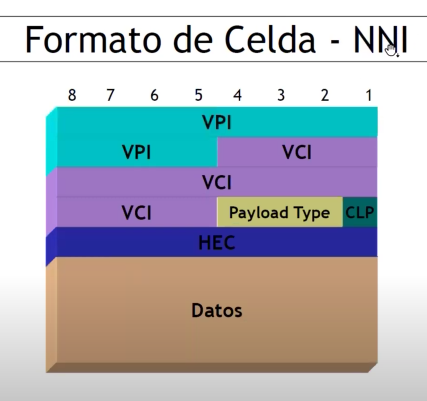 Formato de Celda - NNI
8 7 6 5 4 3 2 1
VPI
VPI VCI
VCI
VCI Payload Type CLP
HEC
Datos